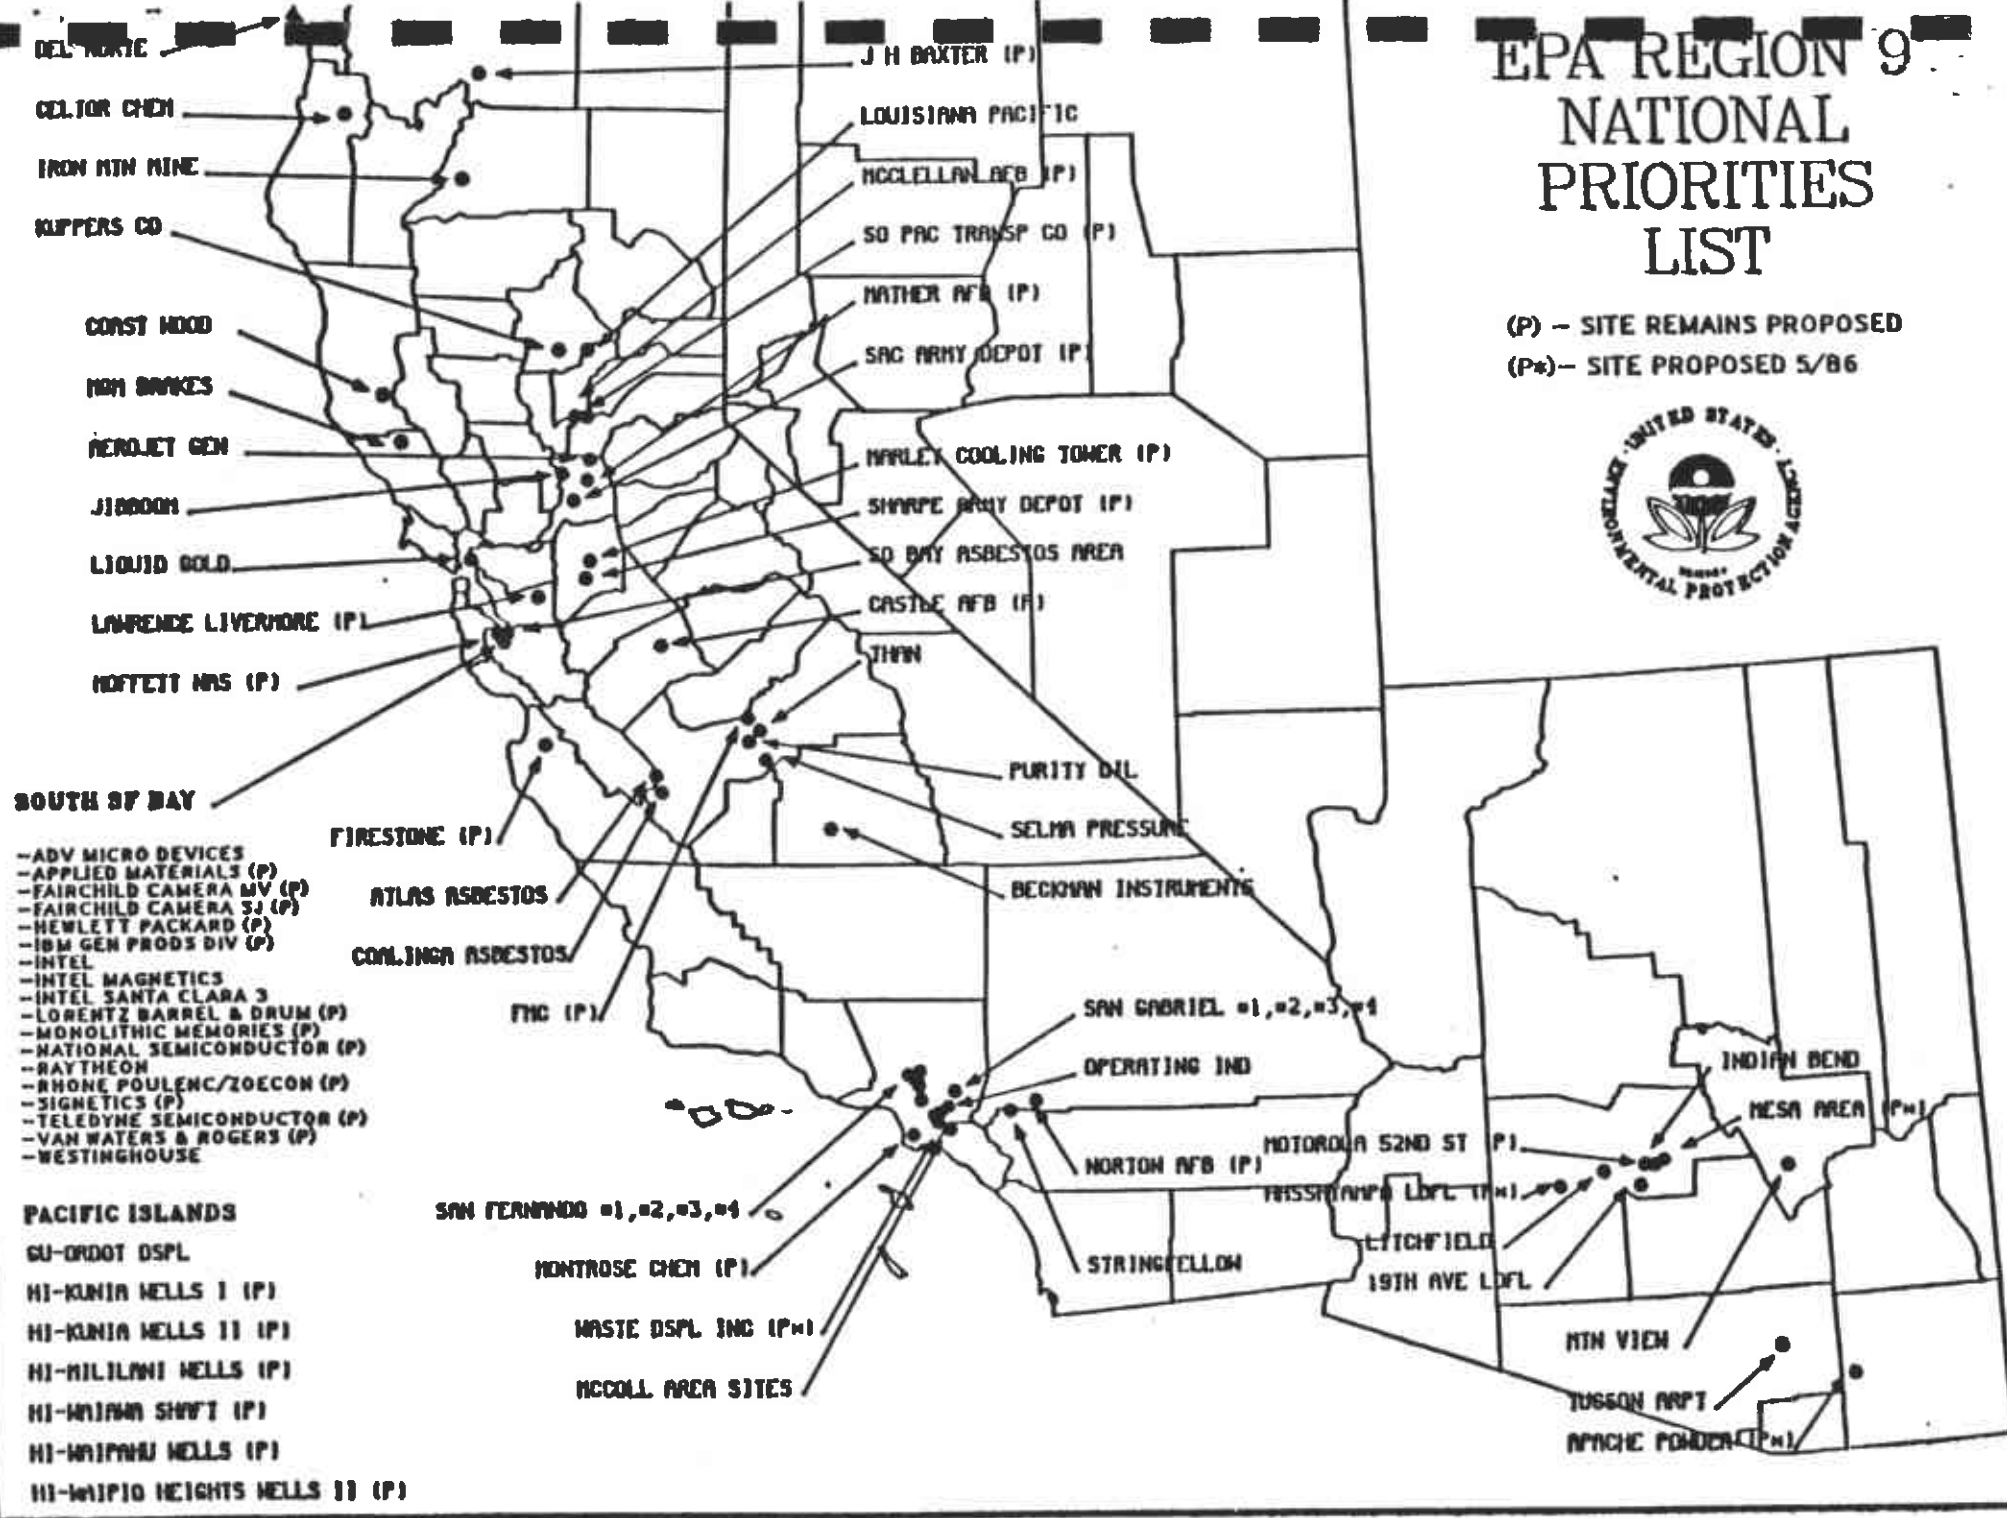 EPA REGION 9
NATIONAL
PRIORITIES
LIST
(P) - SITE REMAINS PROPOSED
(P*)- SITE PROPOSED 5/86
UNITED STATES
ENVIRONMENTAL PROTECTION AGENCY
DEL NORTE
CELTOR CHEM
IRON MTN MINE
KOPPERS CO
COAST WOOD
MGM BRAKES
AEROJET GEN
JIBBOOM
LIQUID GOLD
LAWRENCE LIVERMORE (P)
MOFFETT NAS (P)
SOUTH SF BAY
-ADV MICRO DEVICES
-APPLIED MATERIALS (P)
-FAIRCHILD CAMERA MV (P)
-FAIRCHILD CAMERA SJ (P)
-HEWLETT PACKARD (P)
-IBM GEN PRODS DIV (P)
-INTEL
-INTEL MAGNETICS
-INTEL SANTA CLARA 3
-LORENTZ BARREL & DRUM (P)
-MONOLITHIC MEMORIES (P)
-NATIONAL SEMICONDUCTOR (P)
-RAYTHEON
-RHONE POULENC/ZOECON (P)
-SIGNETICS (P)
-TELEDYNE SEMICONDUCTOR (P)
-VAN WATERS & ROGERS (P)
-WESTINGHOUSE
PACIFIC ISLANDS
GU-ORDOT DSPL
HI-KUNIA WELLS I (P)
HI-KUNIA WELLS II (P)
HI-MILILANI WELLS (P)
HI-WAIAWA SHAFT (P)
HI-WAIPAHU WELLS (P)
HI-WAIPIO HEIGHTS WELLS II (P)
J H BAXTER (P)
LOUISIANA PACIFIC
MCCLELLAN AFB (P)
SO PAC TRANSP CO (P)
MATHER AFB (P)
SAC ARMY DEPOT (P)
MARLEY COOLING TOWER (P)
SHARPE ARMY DEPOT (P)
SO BAY ASBESTOS AREA
CASTLE AFB (P)
THAN
PURITY OIL
SELMA PRESSURE
BECKMAN INSTRUMENTS
FIRESTONE (P)
ATLAS ASBESTOS
COALINGA ASBESTOS
FMC (P)
SAN GABRIEL #1,#2,#3,#4
OPERATING IND
NORTON AFB (P)
STRINGFELLOW
SAN FERNANDO #1,#2,#3,#4
MONTROSE CHEM (P)
WASTE DSPL INC (P*)
MCCOLL AREA SITES
INDIAN BEND
MESA AREA (P*)
MOTOROLA 52ND ST (P)
HASSAYAMPA LDFL (P*)
LITCHFIELD
19TH AVE LDFL
MTN VIEW
TUSSON ARPT
APACHE POWDER (P*)